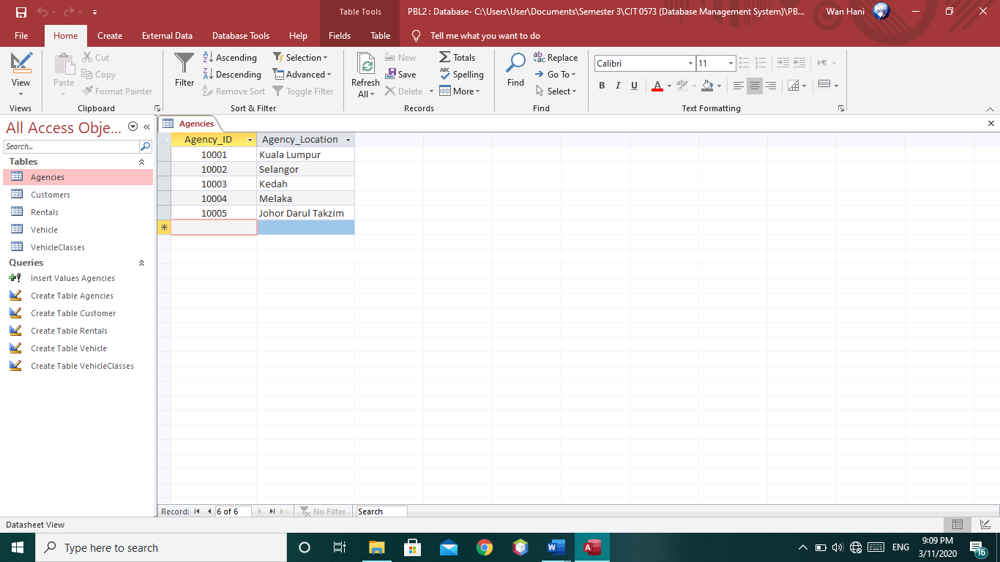 Table Tools
PBL2 : Database- C:\Users\User\Documents\Semester 3\CIT 0573 (Database Management System)\PB...
Wan Hani
File Home Create External Data Database Tools Help Fields Table Tell me what you want to do
View
Views
Paste
Cut
Copy
Format Painter
Clipboard
Filter
Ascending
Descending
Remove Sort
Selection
Advanced
Toggle Filter
Sort & Filter
Refresh
All
New
Save
Delete
Totals
Spelling
More
Records
Find
Replace
Go To
Select
Find
Calibri
11
B I U A
Text Formatting
All Access Obje...
Search...
Tables
Agencies
Customers
Rentals
Vehicle
VehicleClasses
Queries
Insert Values Agencies
Create Table Agencies
Create Table Customer
Create Table Rentals
Create Table Vehicle
Create Table VehicleClasses
Agencies
Agency_ID Agency_Location
10001 Kuala Lumpur
10002 Selangor
10003 Kedah
10004 Melaka
10005 Johor Darul Takzim
Record: 6 of 6 No Filter Search
Datasheet View
Type here to search
ENG
9:09 PM
3/11/2020
16